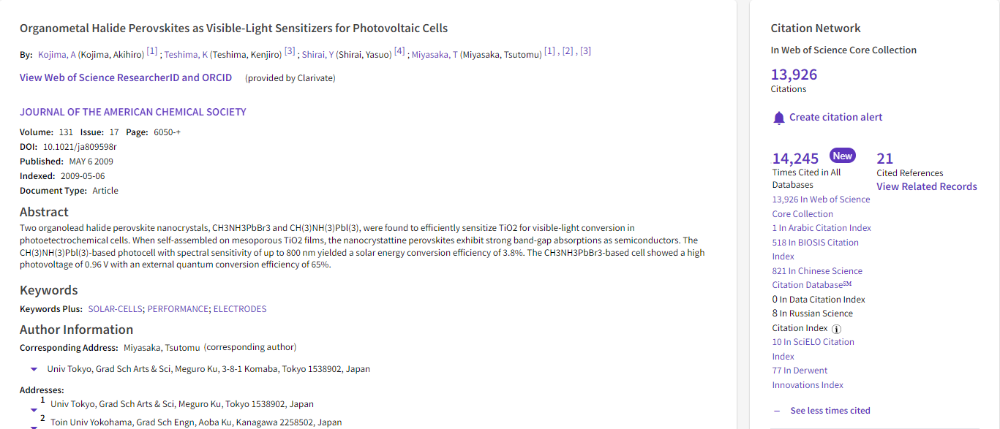 Organometal Halide Perovskites as Visible-Light Sensitizers for Photovoltaic Cells
By: Kojima, A (Kojima, Akihiro) [1] ; Teshima, K (Teshima, Kenjiro) [3] ; Shirai, Y (Shirai, Yasuo) [4] ; Miyasaka, T (Miyasaka, Tsutomu) [1] , [2] , [3]
View Web of Science ResearcherID and ORCID (provided by Clarivate)
JOURNAL OF THE AMERICAN CHEMICAL SOCIETY
Volume: 131 Issue: 17 Page: 6050-+
DOI: 10.1021/ja809598r
Published: MAY 6 2009
Indexed: 2009-05-06
Document Type: Article
Abstract
Two organolead halide perovskite nanocrystals, CH3NH3PbBr3 and CH(3)NH(3)Pbl(3), were found to efficiently sensitize TiO2 for visible-light conversion in
photoetectrochemical cells. When self-assembled on mesoporous TiO2 films, the nanocrystattine perovskites exhibit strong band-gap absorptions as semiconductors. The
CH(3)NH(3)Pbl(3)-based photocell with spectral sensitivity of up to 800 nm yielded a solar energy conversion efficiency of 3.8%. The CH3NH3PbBr3-based cell showed a high
photovoltage of 0.96 V with an external quantum conversion efficiency of 65%.
Keywords
Keywords Plus: SOLAR-CELLS; PERFORMANCE; ELECTRODES
Author Information
Corresponding Address: Miyasaka, Tsutomu (corresponding author)
Univ Tokyo, Grad Sch Arts & Sci, Meguro Ku, 3-8-1 Komaba, Tokyo 1538902, Japan
Addresses:
1 Univ Tokyo, Grad Sch Arts & Sci, Meguro Ku, Tokyo 1538902, Japan
2 Toin Univ Yokohama, Grad Sch Engn, Aoba Ku, Kanagawa 2258502, Japan
Citation Network
In Web of Science Core Collection
13,926
Citations
Create citation alert
14,245 New
Times Cited in All
Databases
21
Cited References
View Related Records
13,926 In Web of Science
Core Collection
1 In Arabic Citation Index
518 In BIOSIS Citation
Index
821 In Chinese Science
Citation Database℠
0 In Data Citation Index
8 In Russian Science
Citation Index
10 In SciELO Citation
Index
77 In Derwent
Innovations Index
– See less times cited